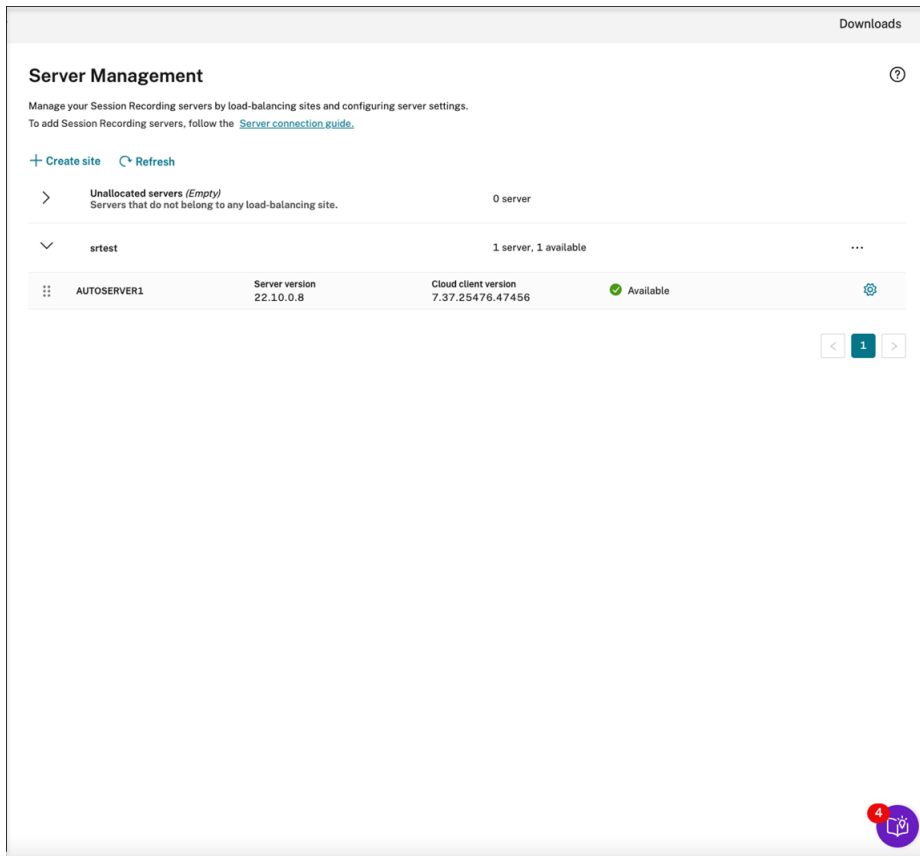 Downloads
Server Management
Manage your Session Recording servers by load-balancing sites and configuring server settings.
To add Session Recording servers, follow the Server connection guide.
Create site Refresh
Unallocated servers (Empty)
Servers that do not belong to any load-balancing site.
0 server
srtest 1 server, 1 available
AUTOSERVER1
Server version
22.10.0.8
Cloud client version
7.37.25476.47456
Available
< 1 >
4